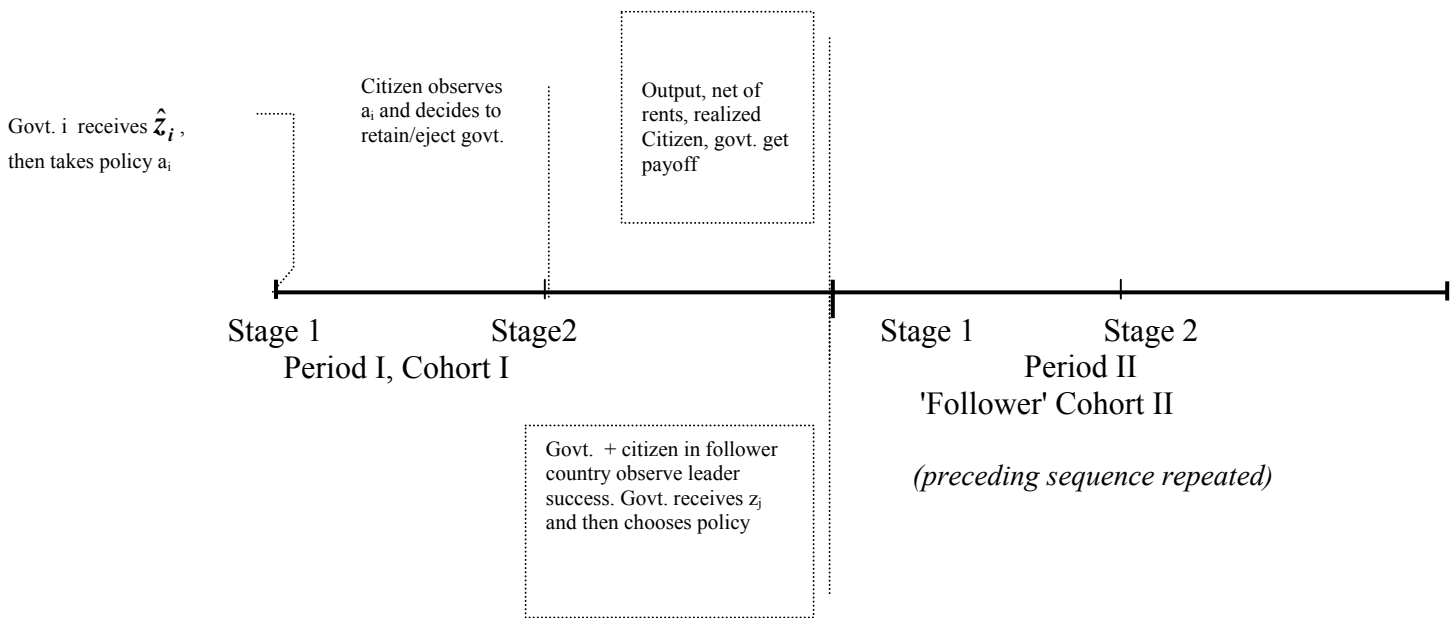 Govt. i receives ẑᵢ ,
then takes policy aᵢ
Citizen observes
aᵢ and decides to
retain/eject govt.
Output, net of
rents, realized
Citizen, govt. get
payoff
Stage 1
Stage2
Period I, Cohort I
Stage 1
Stage 2
Period II
'Follower' Cohort II
(preceding sequence repeated)
Govt. + citizen in follower
country observe leader
success. Govt. receives zⱼ
and then chooses policy